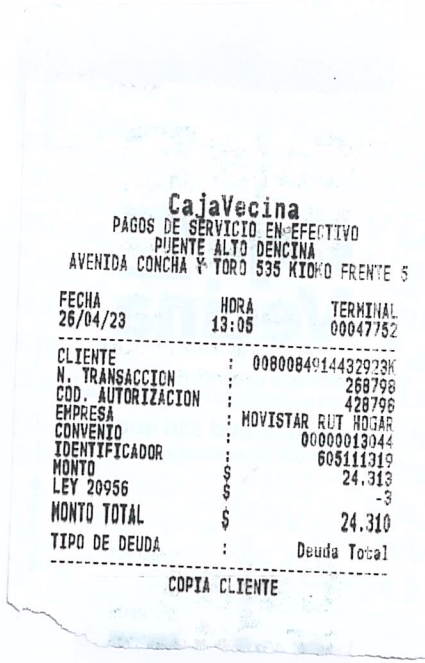 CajaVecina
PAGOS DE SERVICIO EN EFECTIVO
PUENTE ALTO DENCINA
AVENIDA CONCHA Y TORO 535 KIOKO FRENTE 5
FECHA HORA TERMINAL
26/04/23 13:05 00047752
CLIENTE : 0080084914432923K
N. TRANSACCION : 268798
COD. AUTORIZACION : 428798
EMPRESA : MOVISTAR RUT HOGAR
CONVENIO : 00000013044
IDENTIFICADOR : 605111319
MONTO $ 24.313
LEY 20956 $ -3
MONTO TOTAL $ 24.310
TIPO DE DEUDA : Deuda Total
COPIA CLIENTE